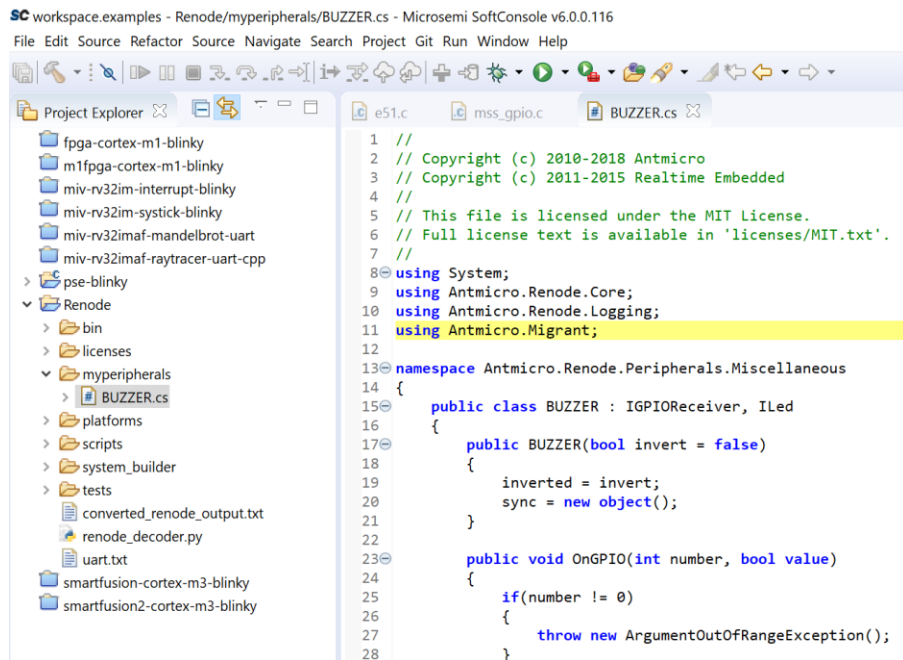 SC workspace.examples - Renode/myperipherals/BUZZER.cs - Microsemi SoftConsole v6.0.0.116
File Edit Source Refactor Source Navigate Search Project Git Run Window Help
Project Explorer
fpga-cortex-m1-blinky
m1fpga-cortex-m1-blinky
miv-rv32im-interrupt-blinky
miv-rv32im-systick-blinky
miv-rv32imaf-mandelbrot-uart
miv-rv32imaf-raytracer-uart-cpp
pse-blinky
Renode
bin
licenses
myperipherals
BUZZER.cs
platforms
scripts
system_builder
tests
converted_renode_output.txt
renode_decoder.py
uart.txt
smartfusion-cortex-m3-blinky
smartfusion2-cortex-m3-blinky
e51.c mss_gpio.c BUZZER.cs
1 //
2 // Copyright (c) 2010-2018 Antmicro
3 // Copyright (c) 2011-2015 Realtime Embedded
4 //
5 // This file is licensed under the MIT License.
6 // Full license text is available in 'licenses/MIT.txt'.
7 //
8 using System;
9 using Antmicro.Renode.Core;
10 using Antmicro.Renode.Logging;
11 using Antmicro.Migrant;
12
13 namespace Antmicro.Renode.Peripherals.Miscellaneous
14 {
15 public class BUZZER : IGPIOReceiver, ILed
16 {
17 public BUZZER(bool invert = false)
18 {
19 inverted = invert;
20 sync = new object();
21 }
22
23 public void OnGPIO(int number, bool value)
24 {
25 if(number != 0)
26 {
27 throw new ArgumentOutOfRangeException();
28 }